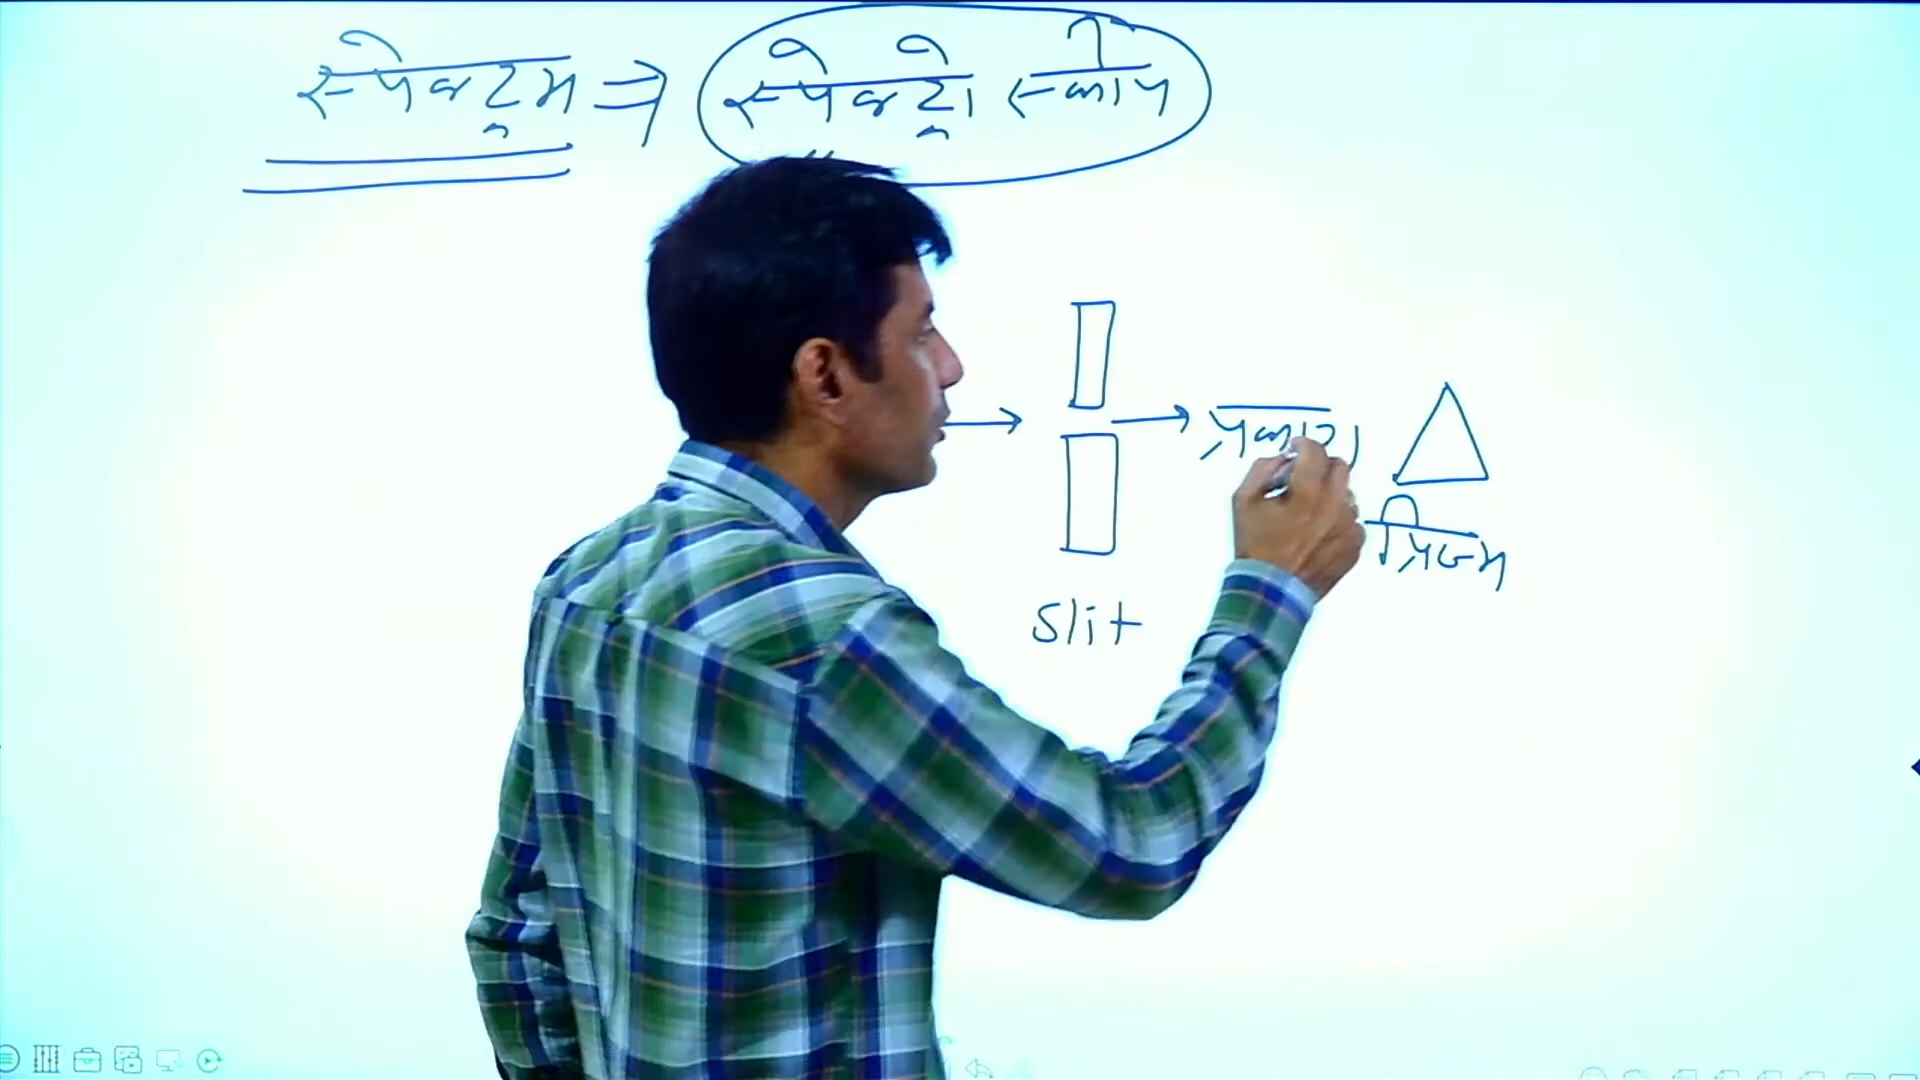 स्पेक्ट्रम ⇒ स्पेक्ट्रोस्कोप
→ → प्रकाश
प्रिज्म
Slit